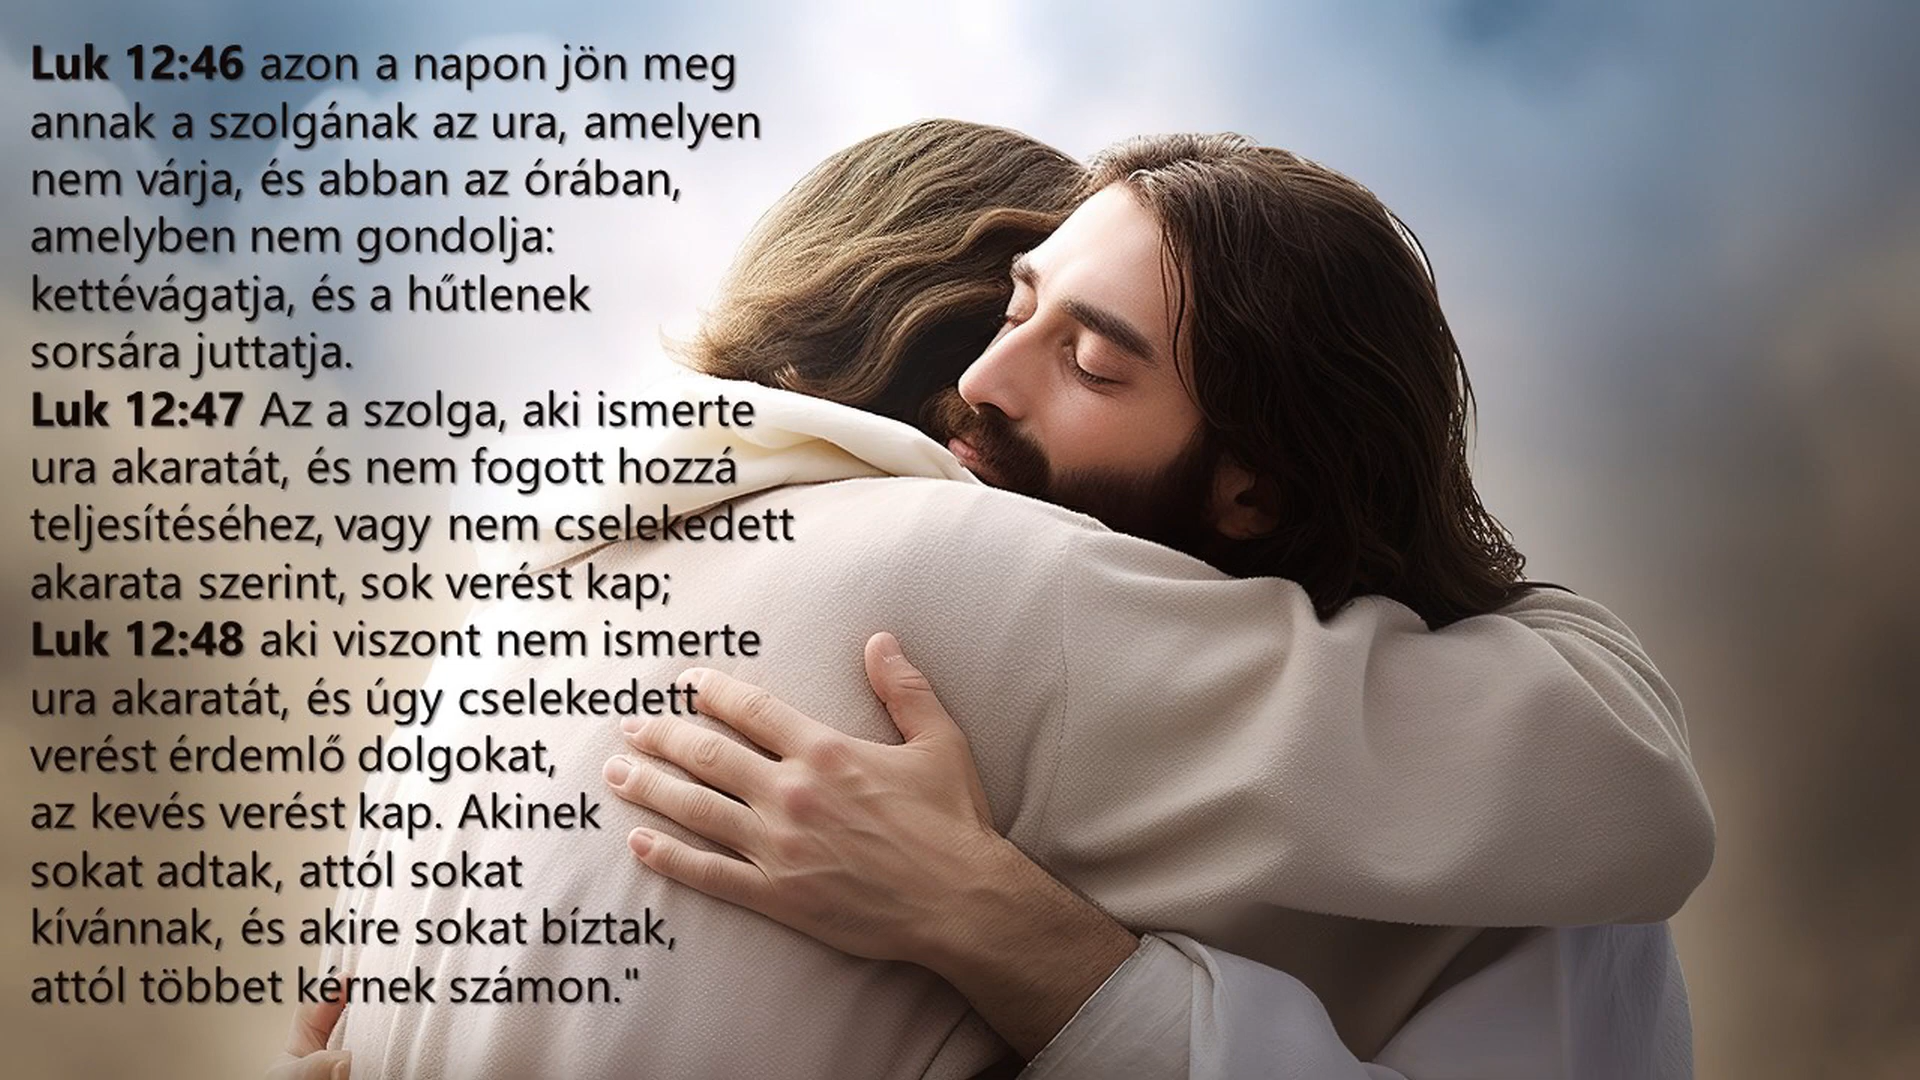 Luk 12:46 azon a napon jön meg
annak a szolgának az ura, amelyen
nem várja, és abban az órában,
amelyben nem gondolja:
kettévágatja, és a hűtlenek
sorsára juttatja.
Luk 12:47 Az a szolga, aki ismerte
ura akaratát, és nem fogott hozzá
teljesítéséhez, vagy nem cselekedett
akarata szerint, sok verést kap;
Luk 12:48 aki viszont nem ismerte
ura akaratát, és úgy cselekedett
verést érdemlő dolgokat,
az kevés verést kap. Akinek
sokat adtak, attól sokat
kívánnak, és akire sokat bíztak,
attól többet kérnek számon."